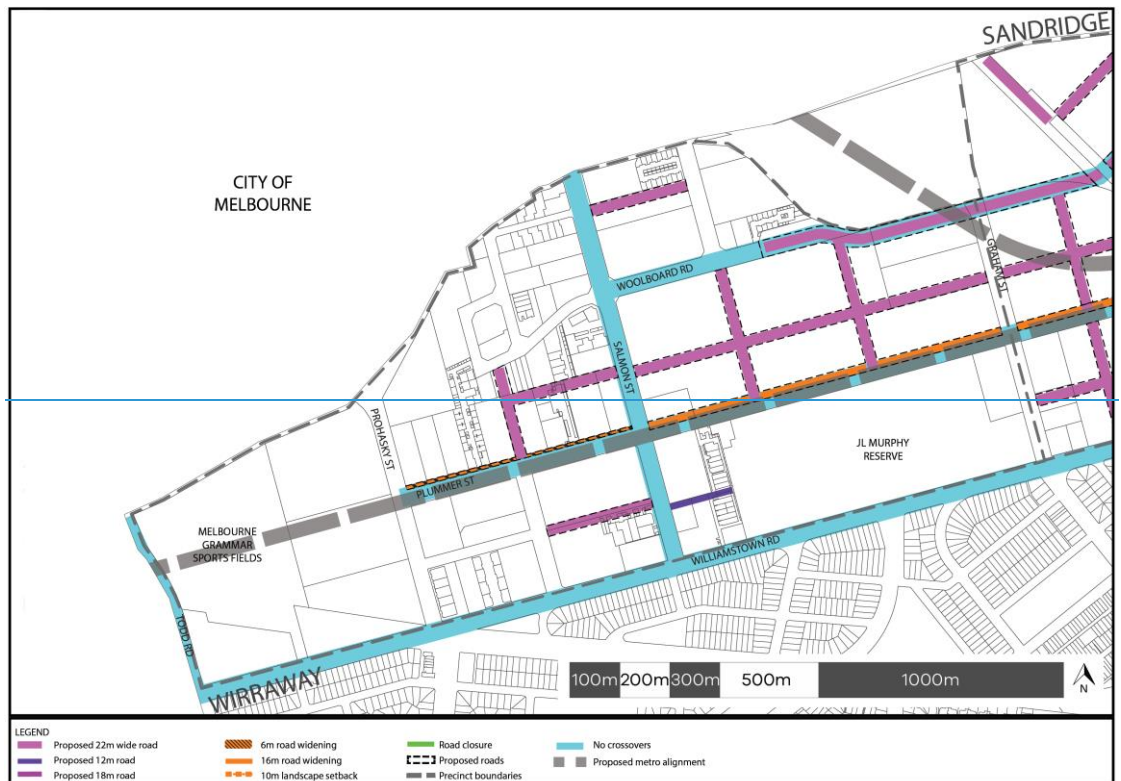 SANDRIDGE
CITY OF
MELBOURNE
WOOLBOARD RD
GRAHAM ST
SALMON ST
PROHASKY ST
JL MURPHY
RESERVE
PLUMMER ST
MELBOURNE
GRAMMAR
SPORTS FIELDS
WILLIAMSTOWN RD
TODD RD
WIRRAWAY
100m 200m 300m 500m 1000m
N
LEGEND
Proposed 22m wide road
6m road widening
Road closure
No crossovers
Proposed 12m road
16m road widening
Proposed roads
Proposed metro alignment
Proposed 18m road
10m landscape setback
Precinct boundaries